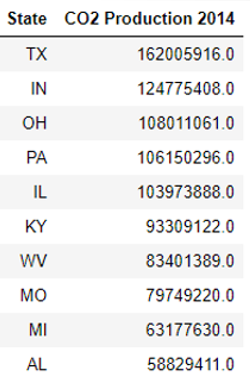 State CO2 Production 2014
TX 162005916.0
IN 124775408.0
OH 108011061.0
PA 106150296.0
IL 103973888.0
KY 93309122.0
WV 83401389.0
MO 79749220.0
MI 63177630.0
AL 58829411.0